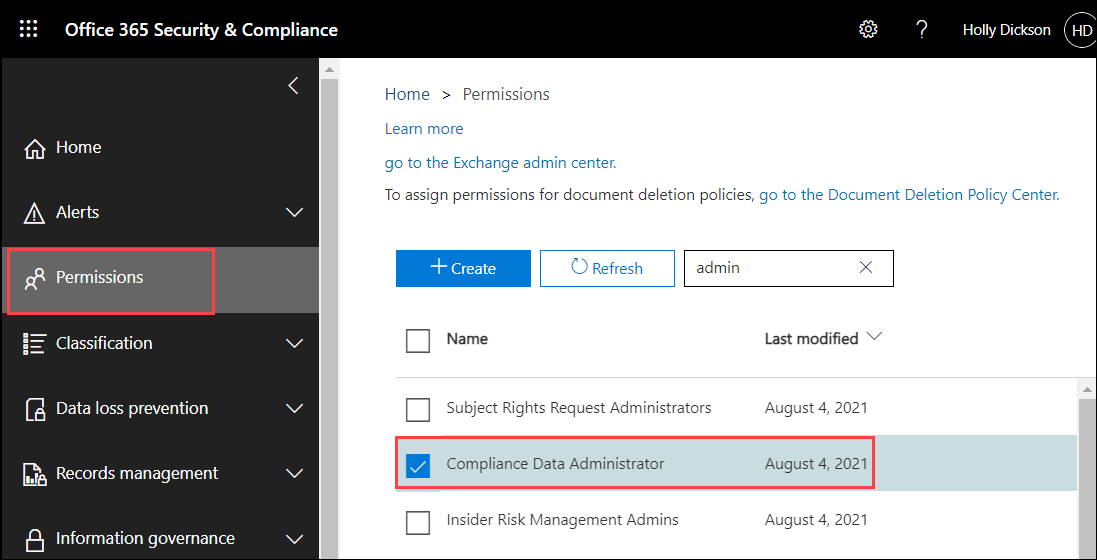 Office 365 Security & Compliance
?
Holly Dickson
HD
Home
Alerts
Permissions
Classification
Data loss prevention
Records management
Information governance
Home > Permissions
Learn more
go to the Exchange admin center.
To assign permissions for document deletion policies, go to the Document Deletion Policy Center.
+ Create
Refresh
admin
Name
Last modified
Subject Rights Request Administrators
August 4, 2021
Compliance Data Administrator
August 4, 2021
Insider Risk Management Admins
August 4, 2021